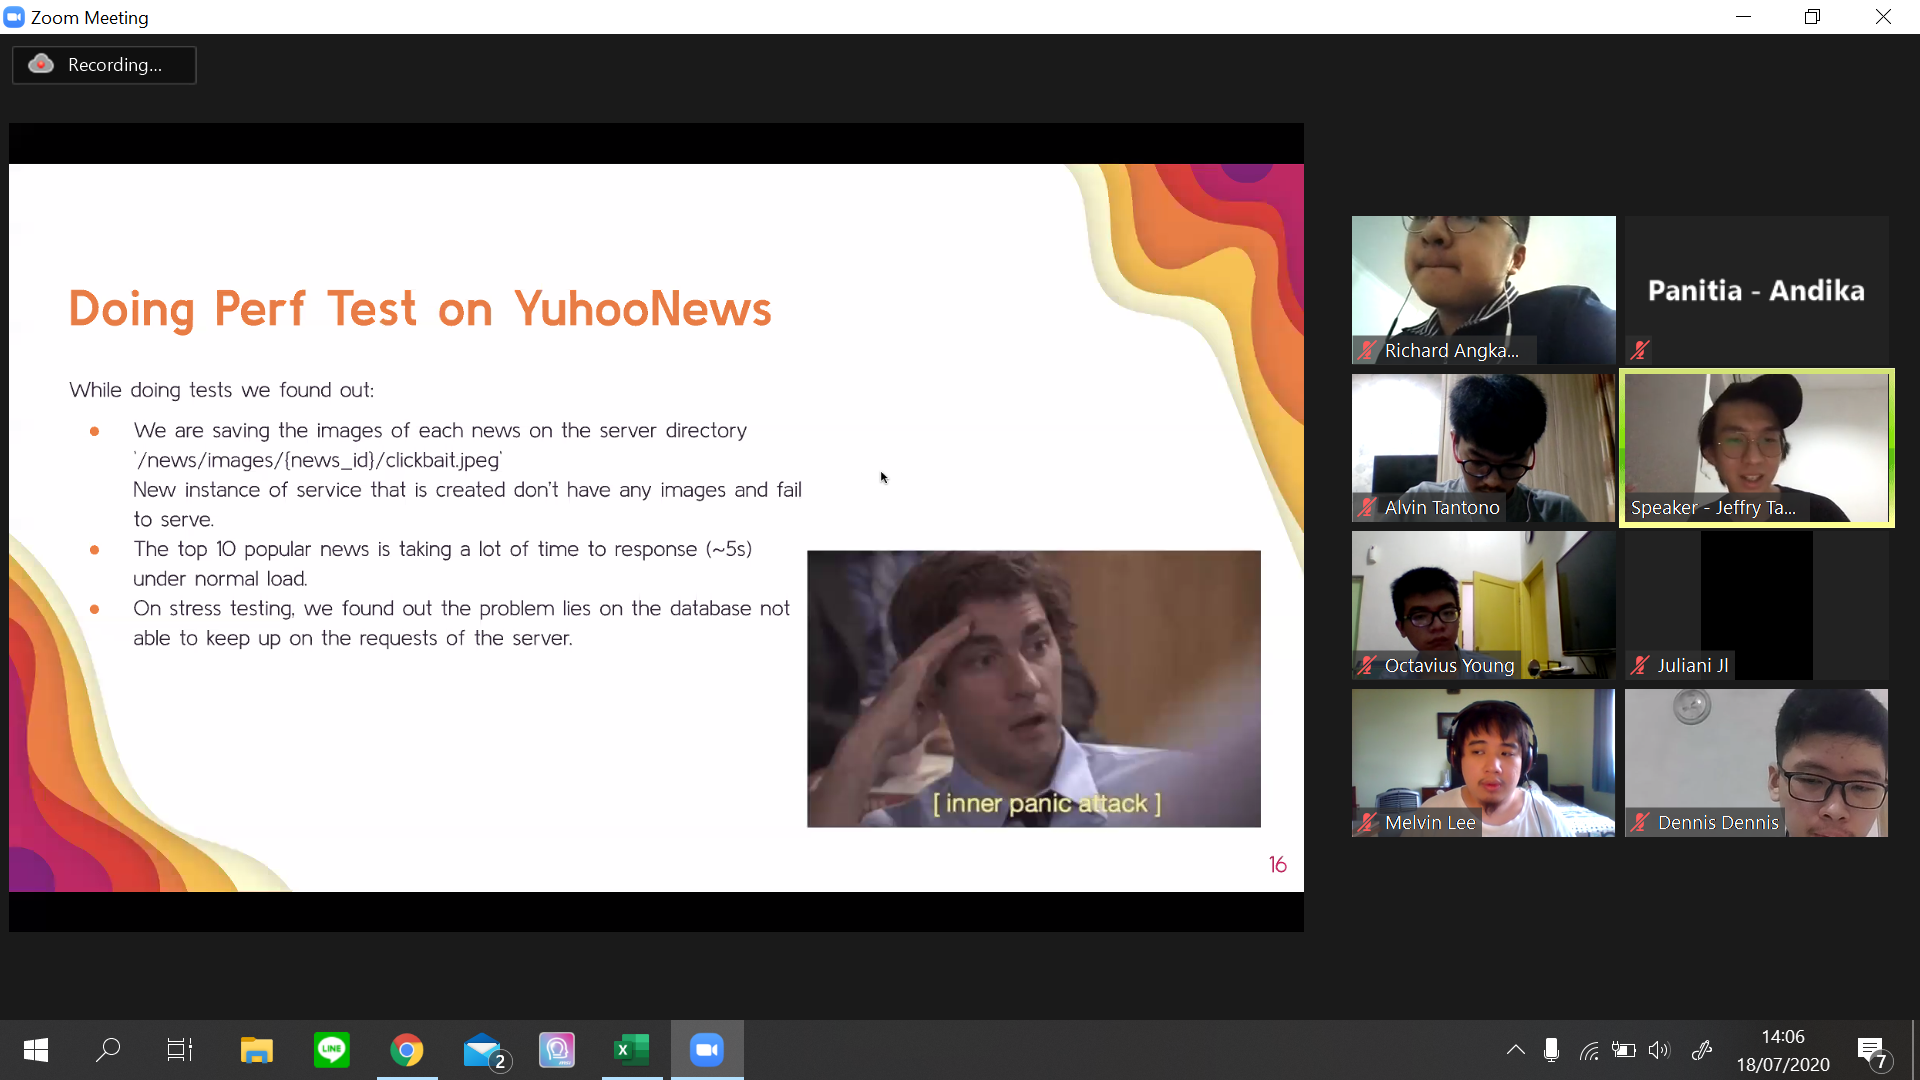 Zoom Meeting
Recording...
Doing Perf Test on YuhooNews
While doing tests we found out:
● We are saving the images of each news on the server directory
`/news/images/{news_id}/clickbait.jpeg`
New instance of service that is created don't have any images and fail
to serve.
● The top 10 popular news is taking a lot of time to response (~5s)
under normal load.
● On stress testing, we found out the problem lies on the database not
able to keep up on the requests of the server.
[ inner panic attack ]
16
Richard Angka...
Panitia - Andika
Alvin Tantono
Speaker - Jeffry Ta...
Octavius Young
Juliani Jl
Melvin Lee
Dennis Dennis
LINE
2
X
14:06
18/07/2020
7